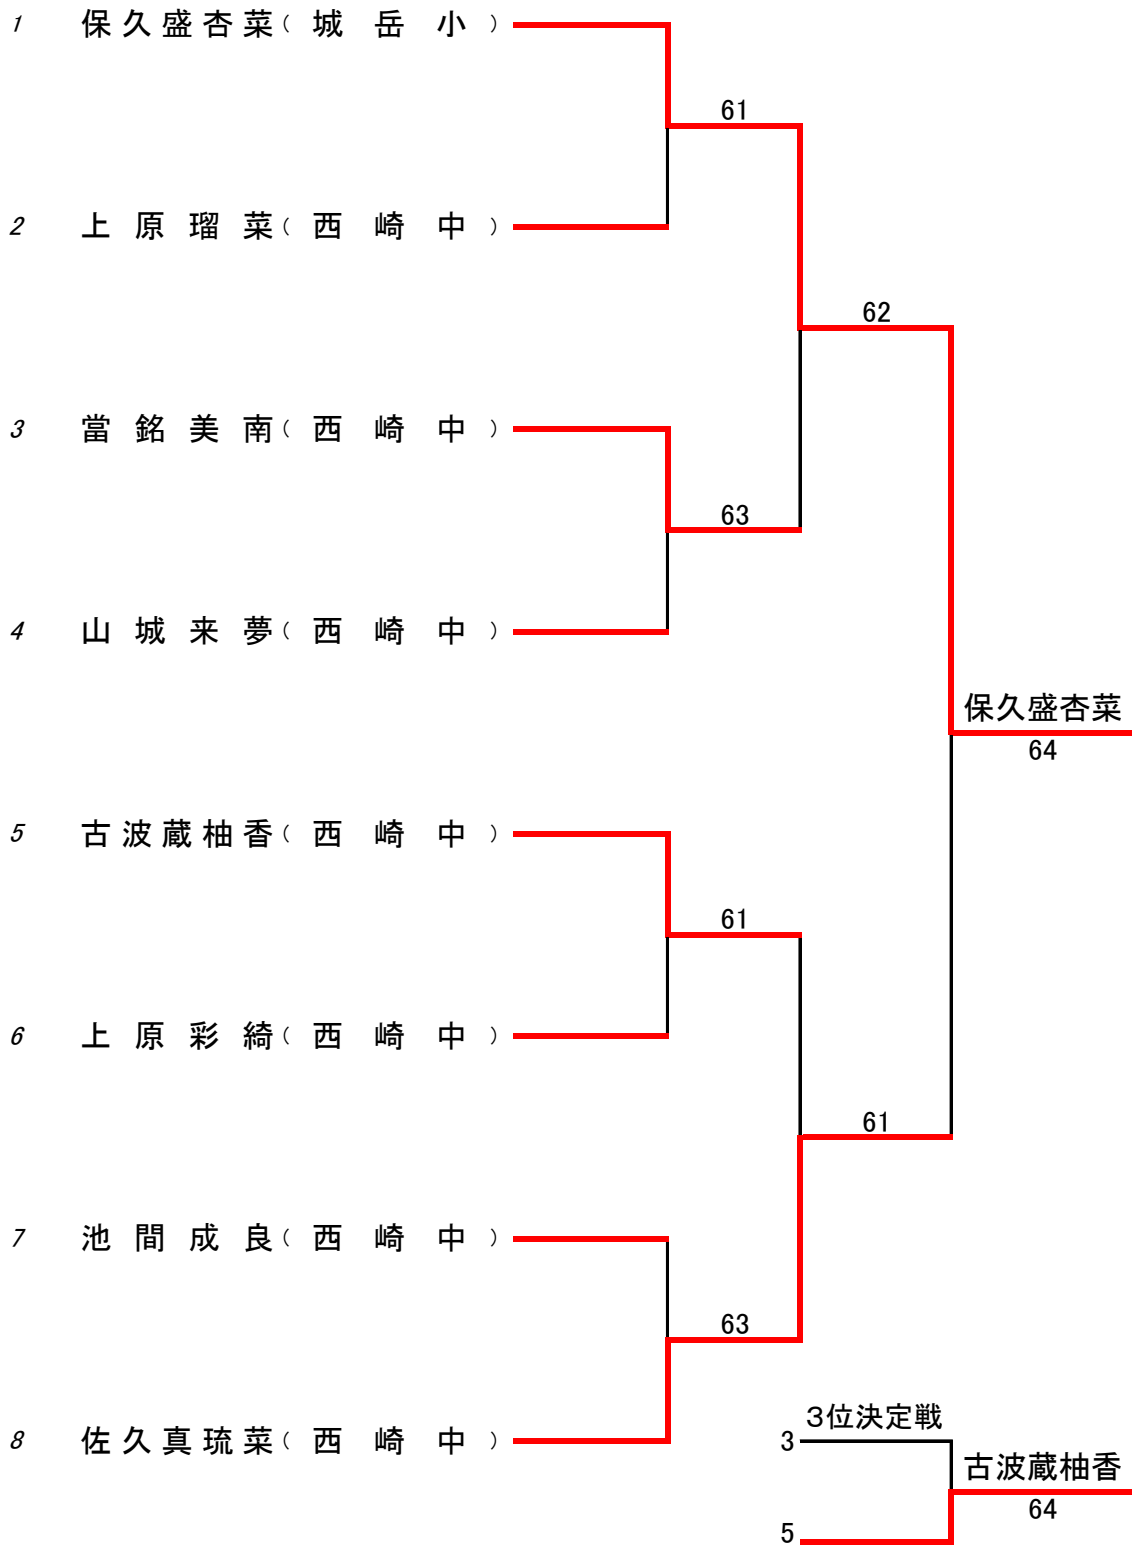 1 保久盛杏菜（城岳小）
61
2 上原瑠菜（西崎中）
62
3 當銘美南（西崎中）
63
4 山城来夢（西崎中）
保久盛杏菜
64
5 古波蔵柚香（西崎中）
61
6 上原彩綺（西崎中）
61
7 池間成良（西崎中）
63
8 佐久真琉菜（西崎中）
３位決定戦
3
古波蔵柚香
64
5